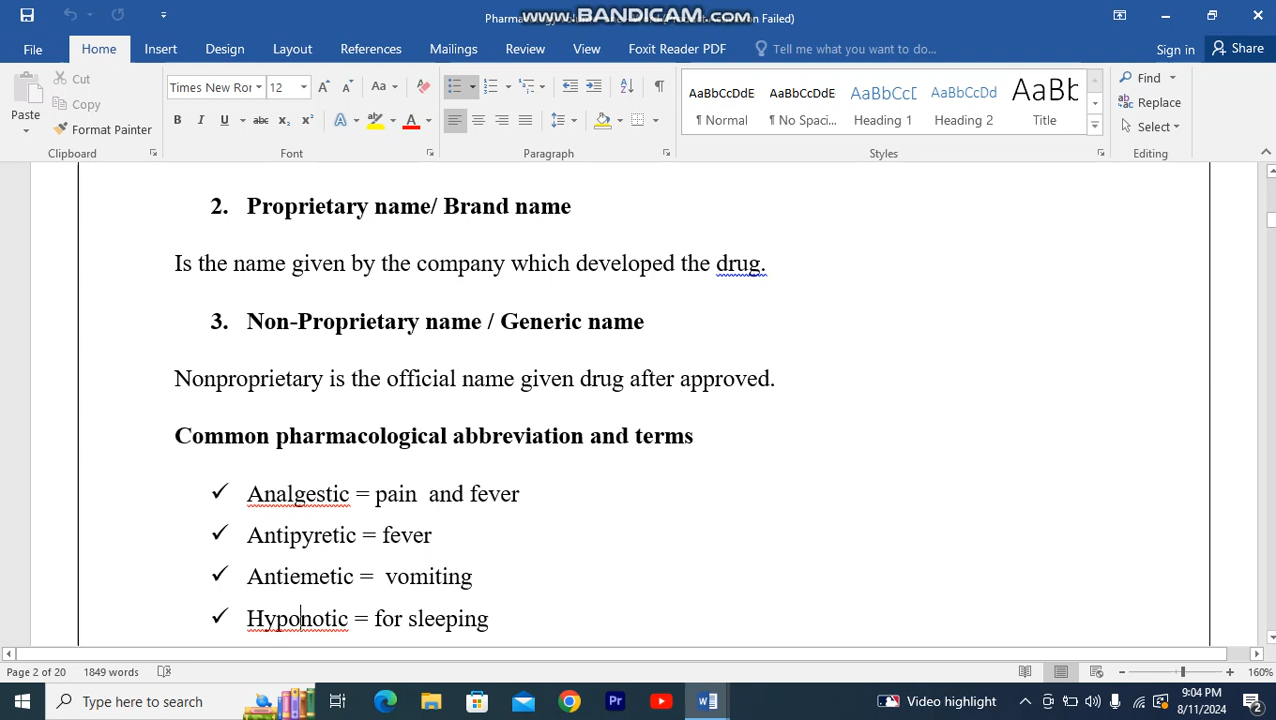 www.BANDICAM.com
Failed)
File Home Insert Design Layout References Mailings Review View Foxit Reader PDF Tell me what you want to do... Sign in Share
Paste
Cut
Copy
Format Painter
Clipboard
Times New Ror 12
Font
Paragraph
AaBbCcDdE AaBbCcDdE AaBbCcD AaBbCcDd AaBb
¶ Normal ¶ No Spaci... Heading 1 Heading 2 Title
Styles
Find
Replace
Select
Editing
2. Proprietary name/ Brand name
Is the name given by the company which developed the drug.
3. Non-Proprietary name / Generic name
Nonproprietary is the official name given drug after approved.
Common pharmacological abbreviation and terms
✓ Analgestic = pain and fever
✓ Antipyretic = fever
✓ Antiemetic = vomiting
✓ Hyponotic = for sleeping
Page 2 of 20 1849 words 160%
Type here to search
Video highlight
9:04 PM
8/11/2024
2